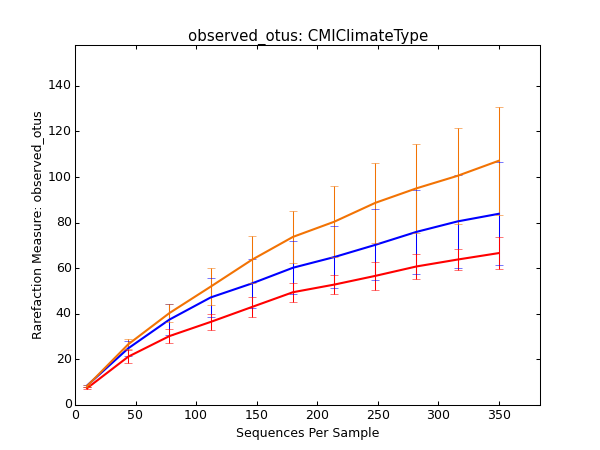 observed_otus: CMIClimateType
Rarefaction Measure: observed_otus
140
120
100
80
60
40
20
0
0 50 100 150 200 250 300 350
Sequences Per Sample